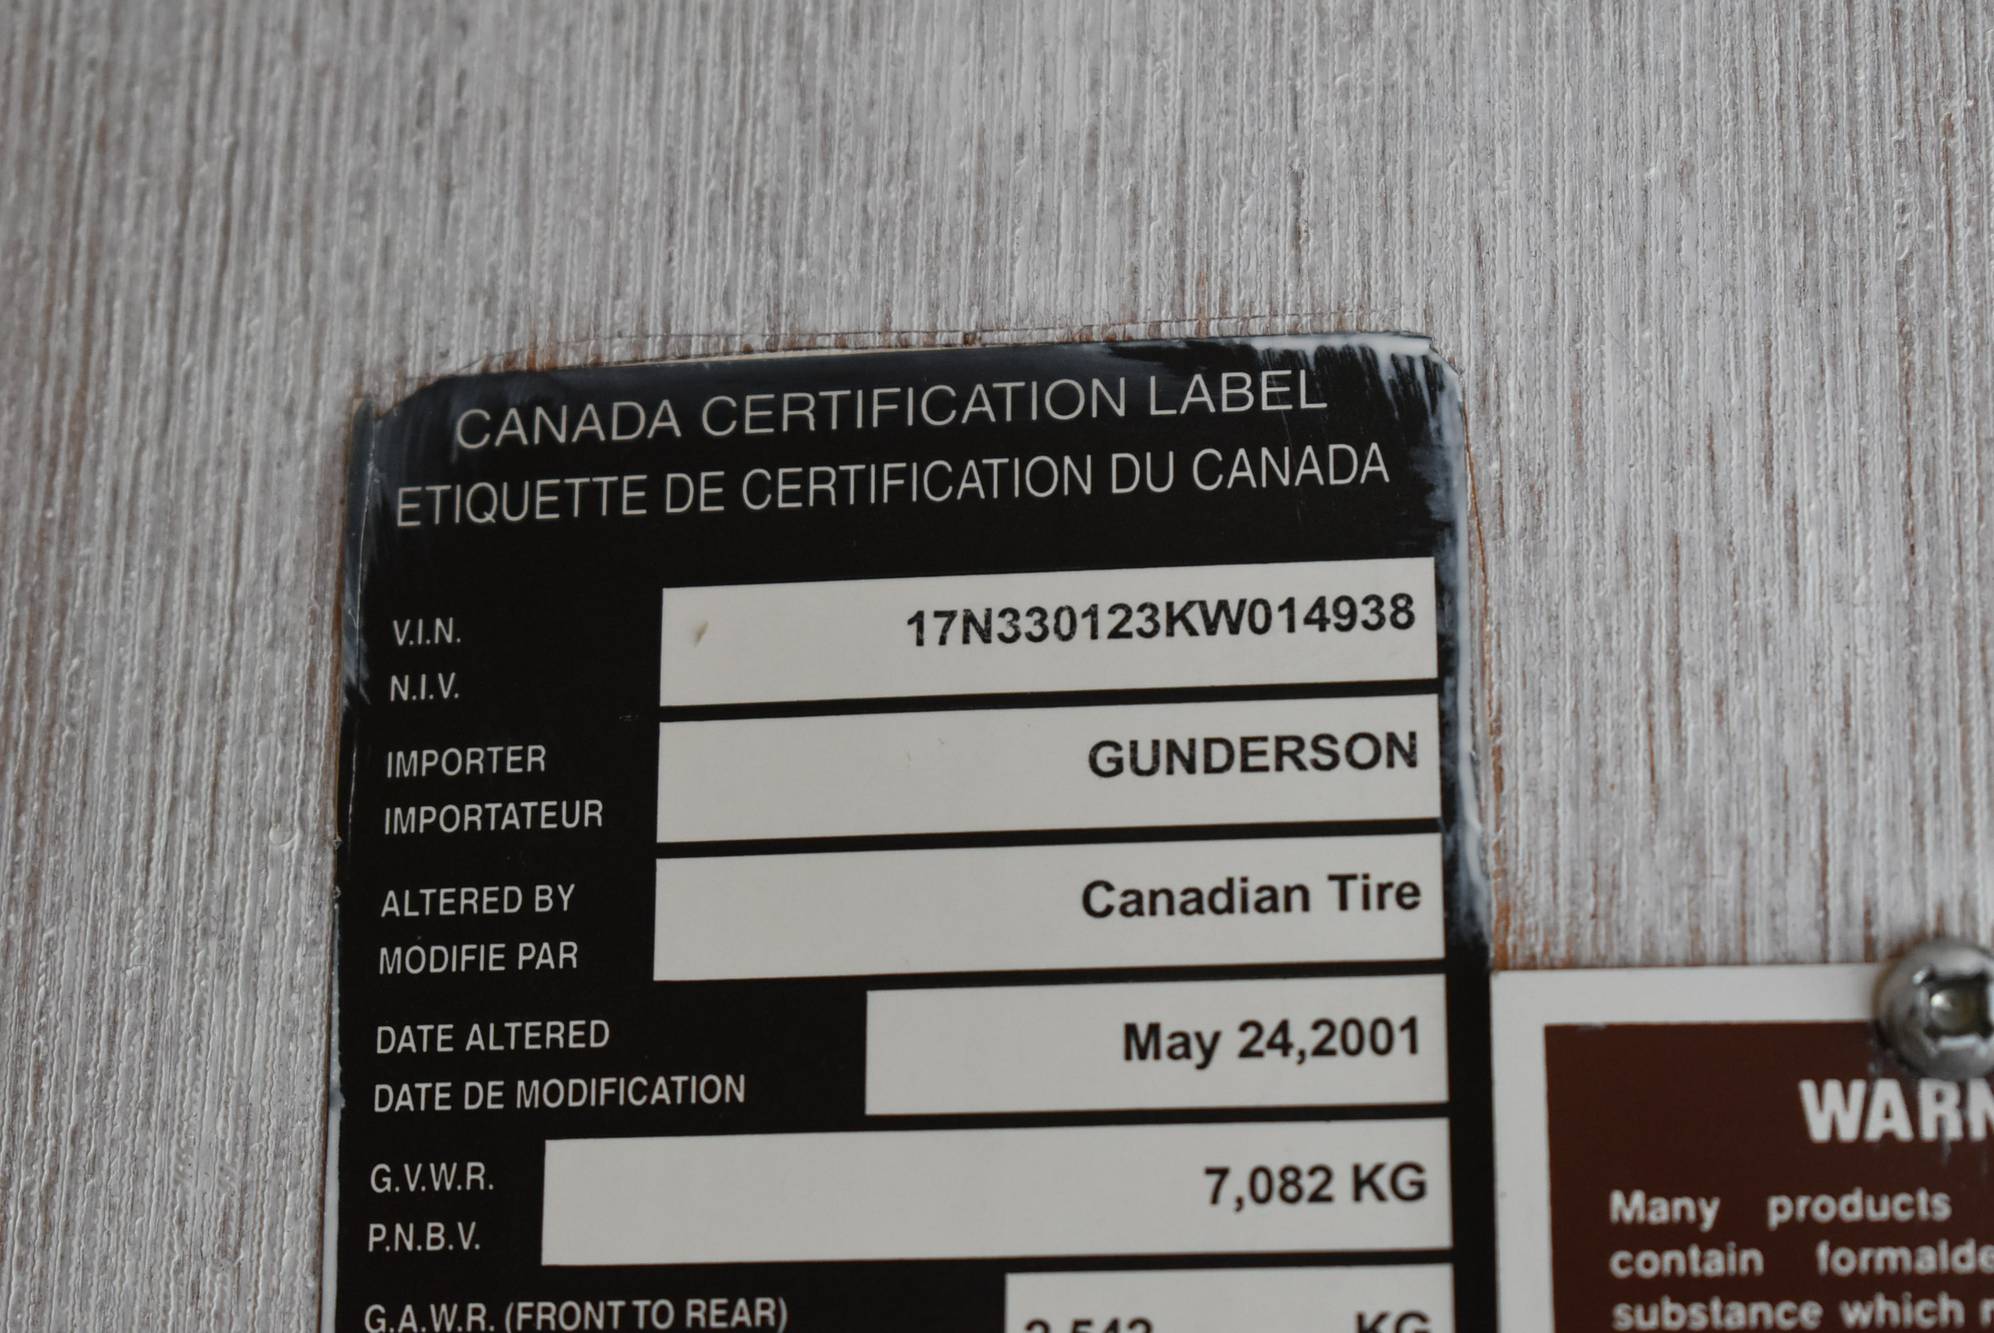 CANADA CERTIFICATION LABEL
ETIQUETTE DE CERTIFICATION DU CANADA
V.I.N.
N.I.V.
17N330123KW014938
IMPORTER
IMPORTATEUR
GUNDERSON
ALTERED BY
MODIFIE PAR
Canadian Tire
DATE ALTERED
DATE DE MODIFICATION
May 24,2001
G.V.W.R.
P.N.B.V.
7,082 KG
G.A.W.R. (FRONT TO REAR)
2,542 KG
Many products
contain
substance which